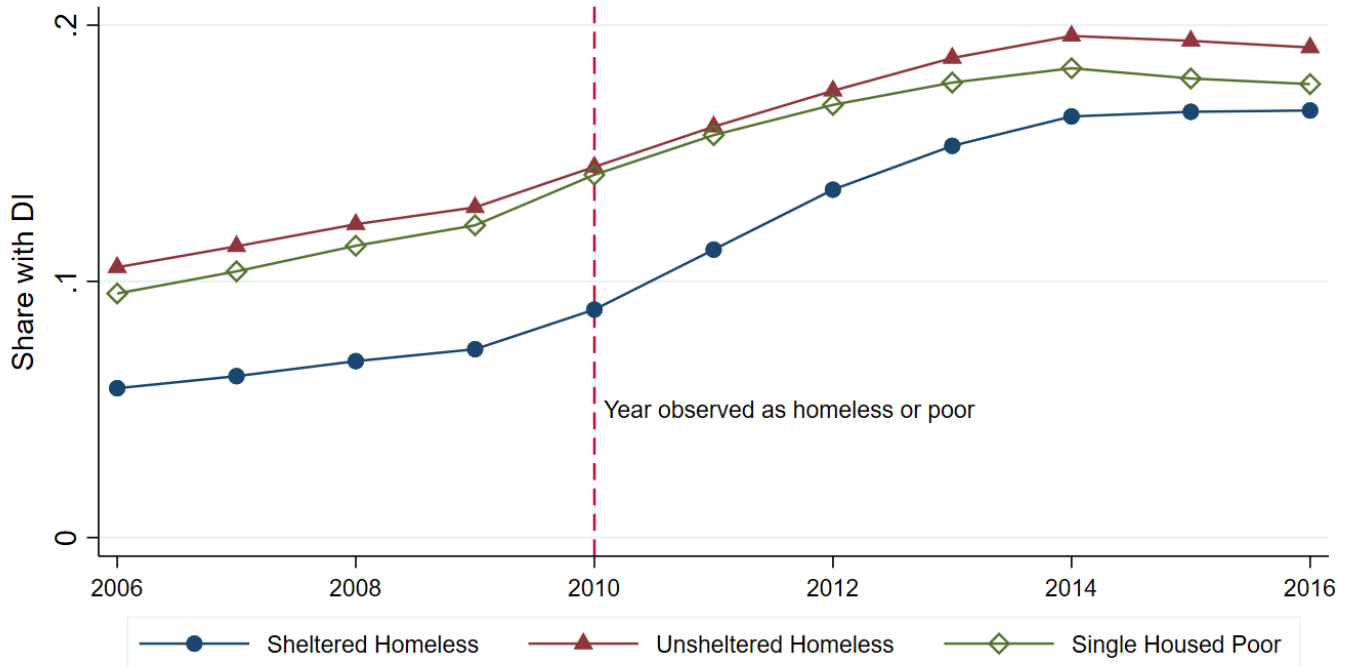 .2
.1
0
Share with DI
Year observed as homeless or poor
2006 2008 2010 2012 2014 2016
Sheltered Homeless Unsheltered Homeless Single Housed Poor